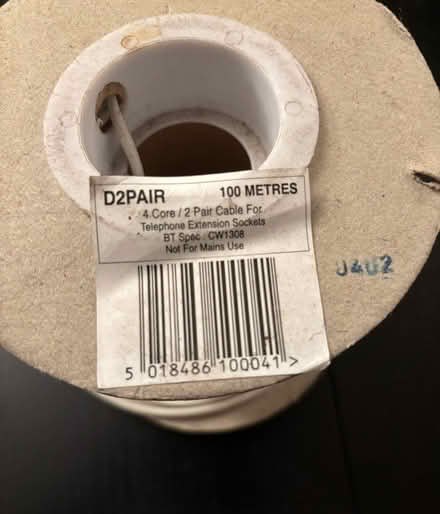 D2PAIR 100 METRES
4 Core / 2 Pair Cable For
Telephone Extension Sockets
BT Spec : CW1308
Not For Mains Use
5 018486 100041 >